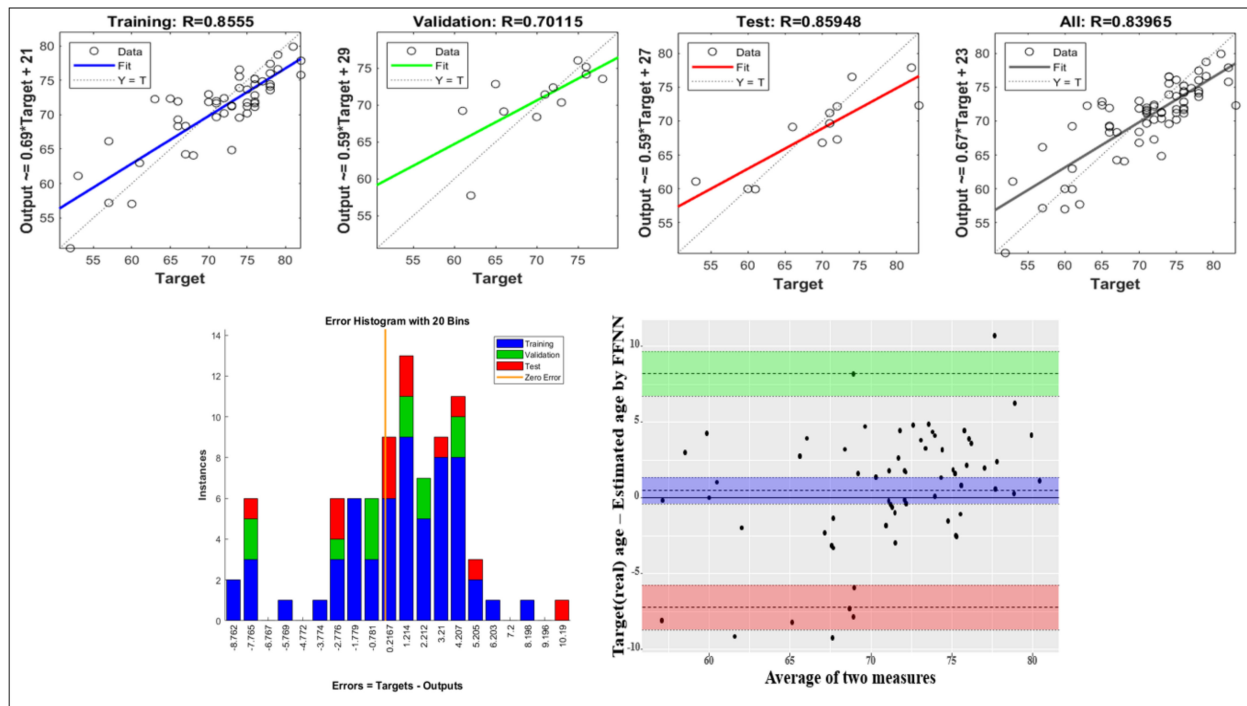 Training: R=0.8555
Output ~= 0.69*Target + 21
80
75
70
65
60
55
Data
Fit
Y = T
55 60 65 70 75 80
Target
Validation: R=0.70115
Output ~= 0.59*Target + 29
75
70
65
60
55
Data
Fit
Y = T
55 60 65 70 75
Target
Test: R=0.85948
Output ~= 0.59*Target + 27
80
75
70
65
60
55
Data
Fit
Y = T
55 60 65 70 75 80
Target
All: R=0.83965
Output ~= 0.67*Target + 23
80
75
70
65
60
55
Data
Fit
Y = T
55 60 65 70 75 80
Target
Error Histogram with 20 Bins
Instances
14
12
10
8
6
4
2
0
Training
Validation
Test
Zero Error
-8.762 -7.765 -6.767 -5.769 -4.772 -3.774 -2.776 -1.779 -0.781 0.2167 1.214 2.212 3.21 4.207 5.205 6.203 7.2 8.198 9.196 10.19
Errors = Targets - Outputs
Target(real) age – Estimated age by FFNN
10
5
0
-5
-10
60 65 70 75 80
Average of two measures